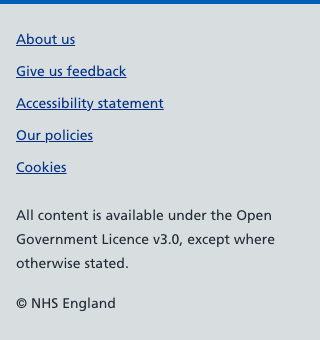 About us
Give us feedback
Accessibility statement
Our policies
Cookies
All content is available under the Open
Government Licence v3.0, except where
otherwise stated.
© NHS England